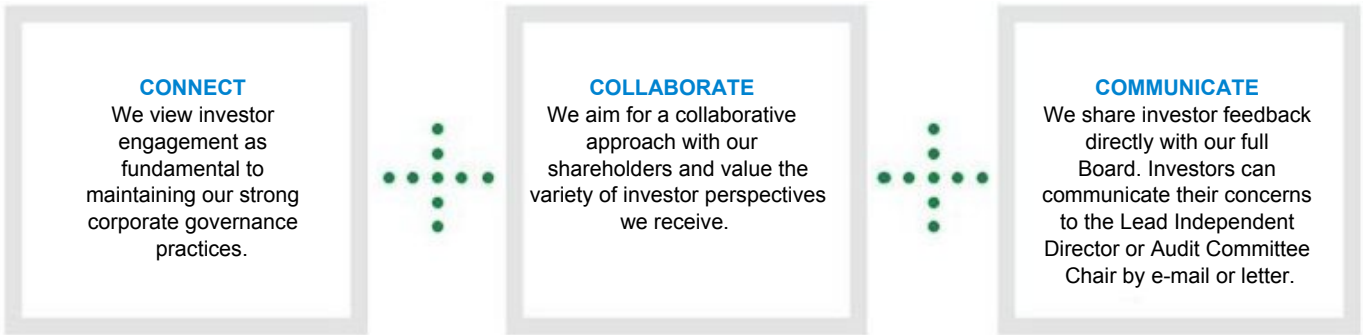 CONNECT
We view investor
engagement as
fundamental to
maintaining our strong
corporate governance
practices.
COLLABORATE
We aim for a collaborative
approach with our
shareholders and value the
variety of investor perspectives
we receive.
COMMUNICATE
We share investor feedback
directly with our full
Board. Investors can
communicate their concerns
to the Lead Independent
Director or Audit Committee
Chair by e-mail or letter.